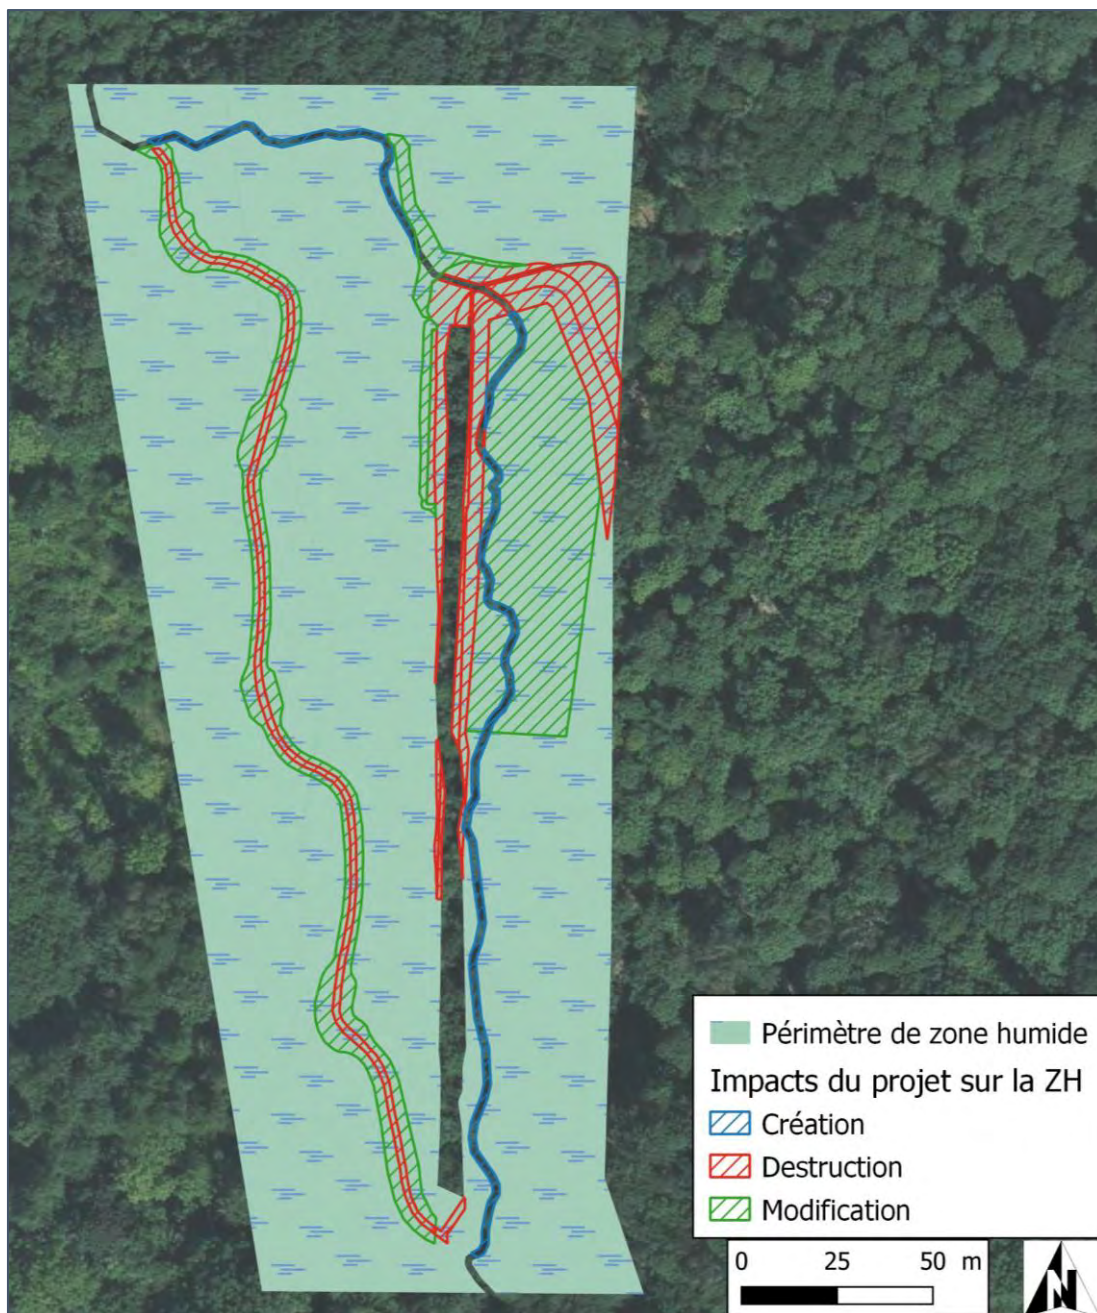 Périmètre de zone humide
Impacts du projet sur la ZH
Création
Destruction
Modification
0 25 50 m
N